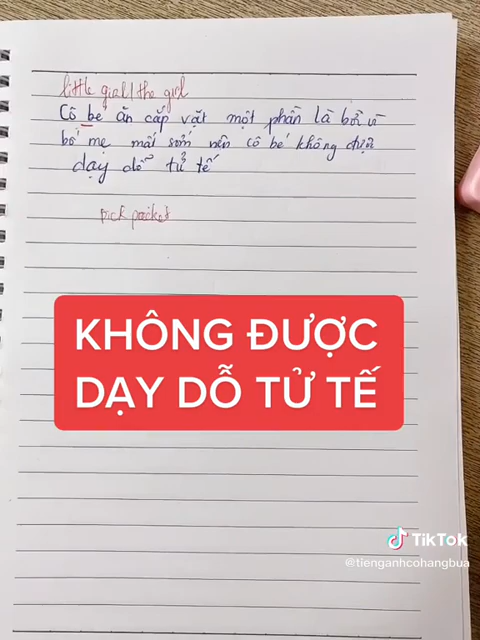 little girl/the girl
Cô bé ăn cắp vặt một phần là bởi vì
bố mẹ mất sớm nên cô bé không được
dạy dỗ tử tế
pick pocket
KHÔNG ĐƯỢC
DẠY DỖ TỬ TẾ
TikTok
@tienganhcohangbua